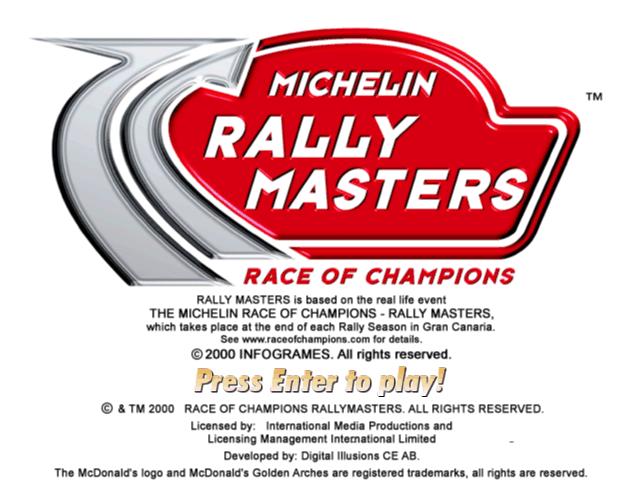 MICHELIN
RALLY
MASTERS
TM
RACE OF CHAMPIONS
RALLY MASTERS is based on the real life event
THE MICHELIN RACE OF CHAMPIONS - RALLY MASTERS,
which takes place at the end of each Rally Season in Gran Canaria.
See www.raceofchampions.com for details.
© 2000 INFOGRAMES. All rights reserved.
Press Enter to play!
© & TM 2000 RACE OF CHAMPIONS RALLYMASTERS. ALL RIGHTS RESERVED.
Licensed by: International Media Productions and
Licensing Management International Limited
Developed by: Digital Illusions CE AB.
The McDonald's logo and McDonald's Golden Arches are registered trademarks, all rights are reserved.